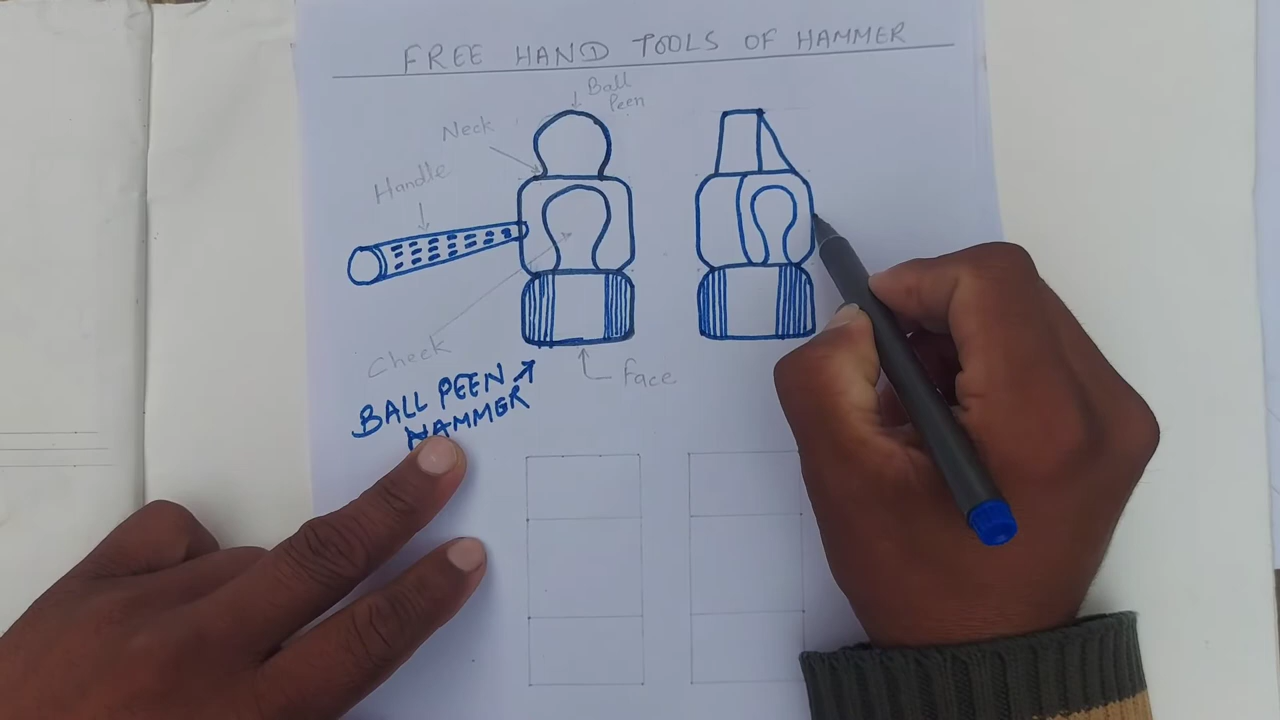 FREE HAND TOOLS OF HAMMER
Ball
Peen
Neck
Handle
Check
Face
BALL PEEN
HAMMER